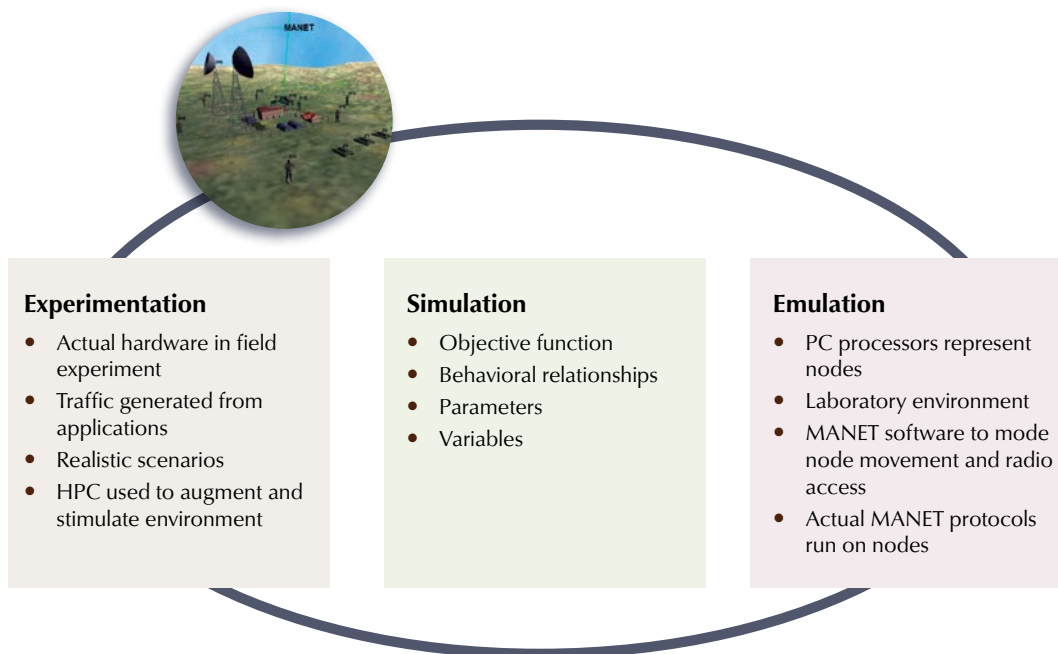 MANET
Experimentation
• Actual hardware in field
experiment
• Traffic generated from
applications
• Realistic scenarios
• HPC used to augment and
stimulate environment
Simulation
• Objective function
• Behavioral relationships
• Parameters
• Variables
Emulation
• PC processors represent
nodes
• Laboratory environment
• MANET software to mode
node movement and radio
access
• Actual MANET protocols
run on nodes